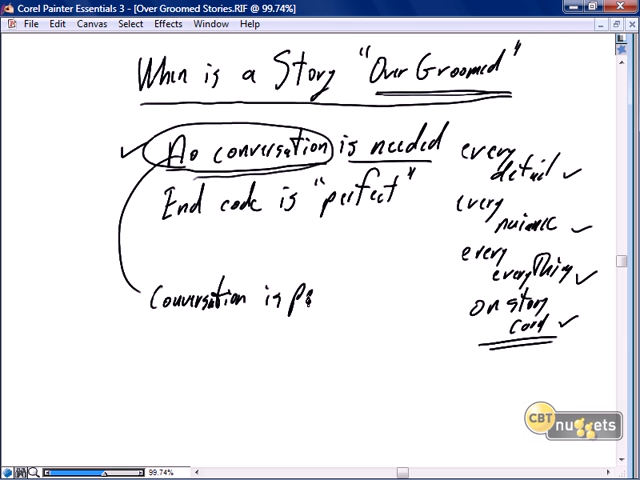 Corel Painter Essentials 3 - [Over Groomed Stories.RIF @ 99.74%]
File Edit Canvas Select Effects Window Help
When is a Story "Over Groomed"
No conversation is needed
End code is "perfect"
Conversation is
every
detail
every
nuance
every
everything
on story
card
CBT
nuggets
99.74%